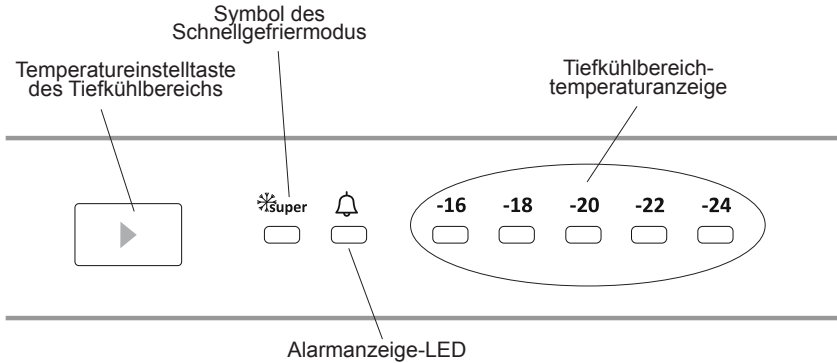 Symbol des
Schnellgefriermodus
Temperatureinstelltaste
des Tiefkühlbereichs
Tiefkühlbereich-
temperaturanzeige
super
-16 -18 -20 -22 -24
Alarmanzeige-LED